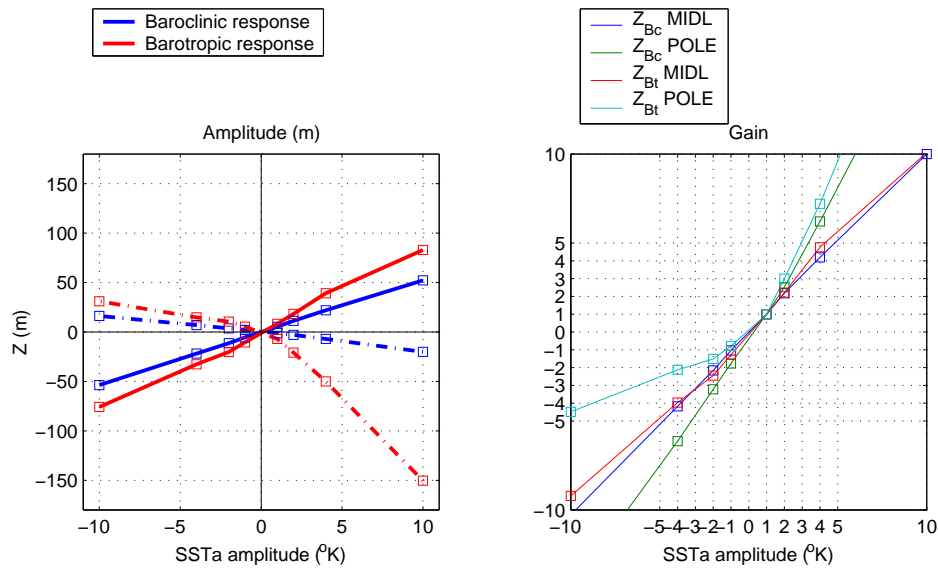 Baroclinic response
Barotropic response
Z_Bc MIDL
Z_Bc POLE
Z_Bt MIDL
Z_Bt POLE
Amplitude (m)
150
100
50
0
−50
−100
−150
Z (m)
−10
−5
0
5
10
SSTa amplitude (°K)
Gain
10
5
4
3
2
1
0
−1
−2
−3
−4
−5
−10
−10
−5−4−3−2−1 0 1 2 3 4 5
10
SSTa amplitude (°K)